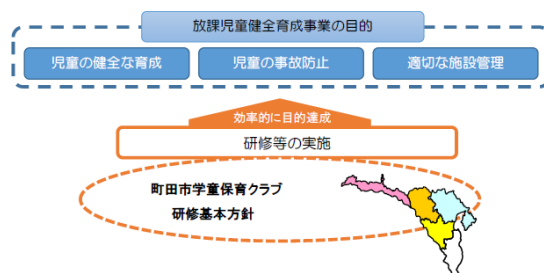 放課児童健全育成事業の目的
児童の健全な育成
児童の事故防止
適切な施設管理
効率的に目的達成
研修等の実施
町田市学童保育クラブ
研修基本方針